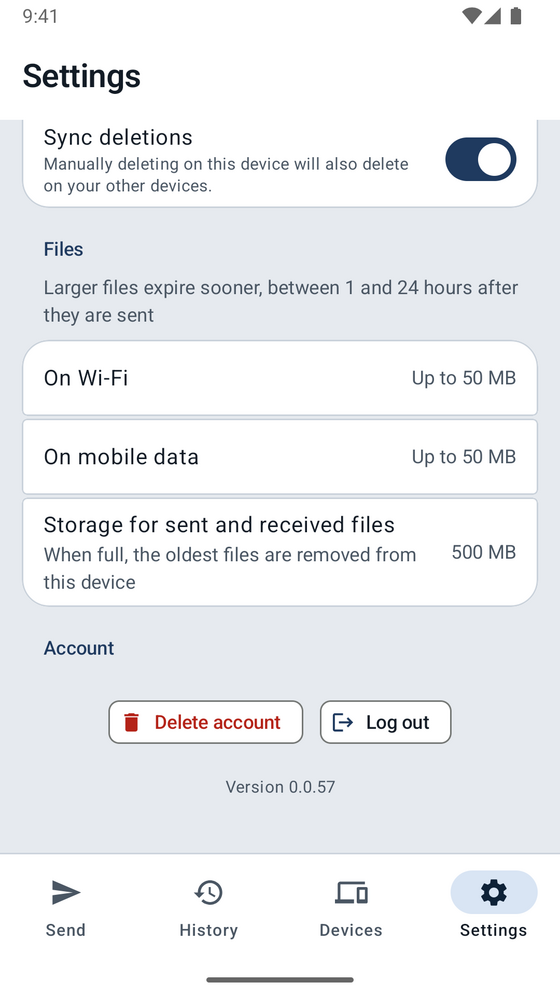 9:41
Settings
Sync deletions
Manually deleting on this device will also delete
on your other devices.
Files
Larger files expire sooner, between 1 and 24 hours after
they are sent
On Wi-Fi
Up to 50 MB
On mobile data
Up to 50 MB
Storage for sent and received files
When full, the oldest files are removed from
this device
500 MB
Account
Delete account
Log out
Version 0.0.57
Send
History
Devices
Settings